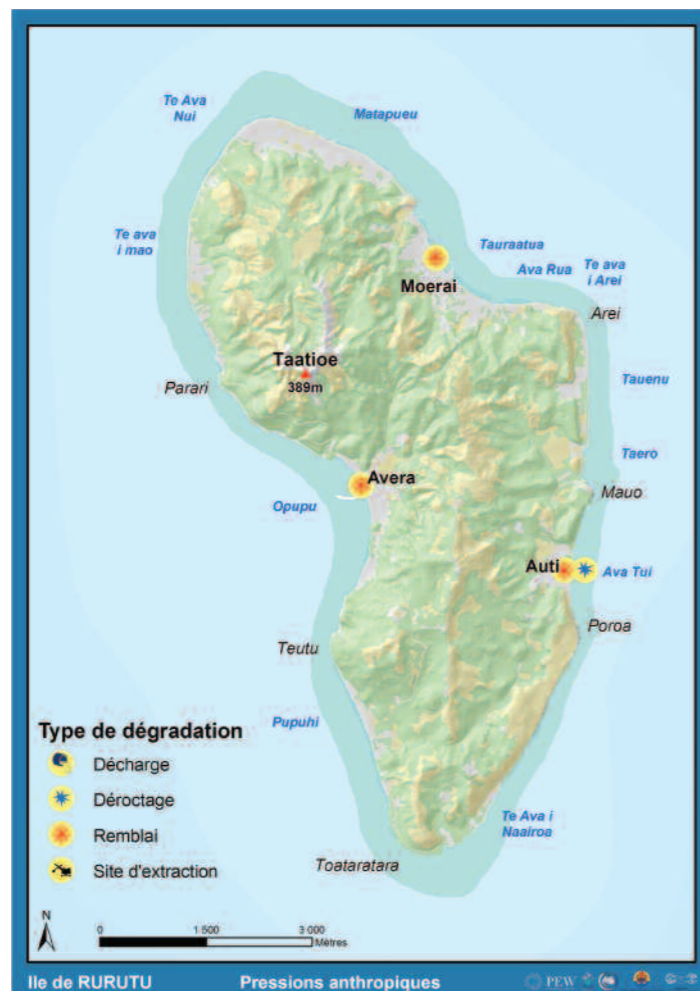 Te Ava
Nui
Matapueu
Te ava
i mao
Tauraatua
Ava Rua
Te ava
i Arei
Moerai
Arei
Taatioe
389m
Parari
Tauenu
Taero
Avera
Mauo
Opupu
Auti
Ava Tui
Poroa
Teutu
Pupuhi
Te Ava i
Naairoa
Toataratara
Type de dégradation
Décharge
Déroctage
Remblai
Site d'extraction
N
0 1 500 3 000
Mètres
Ile de RURUTU Pressions anthropiques PEW